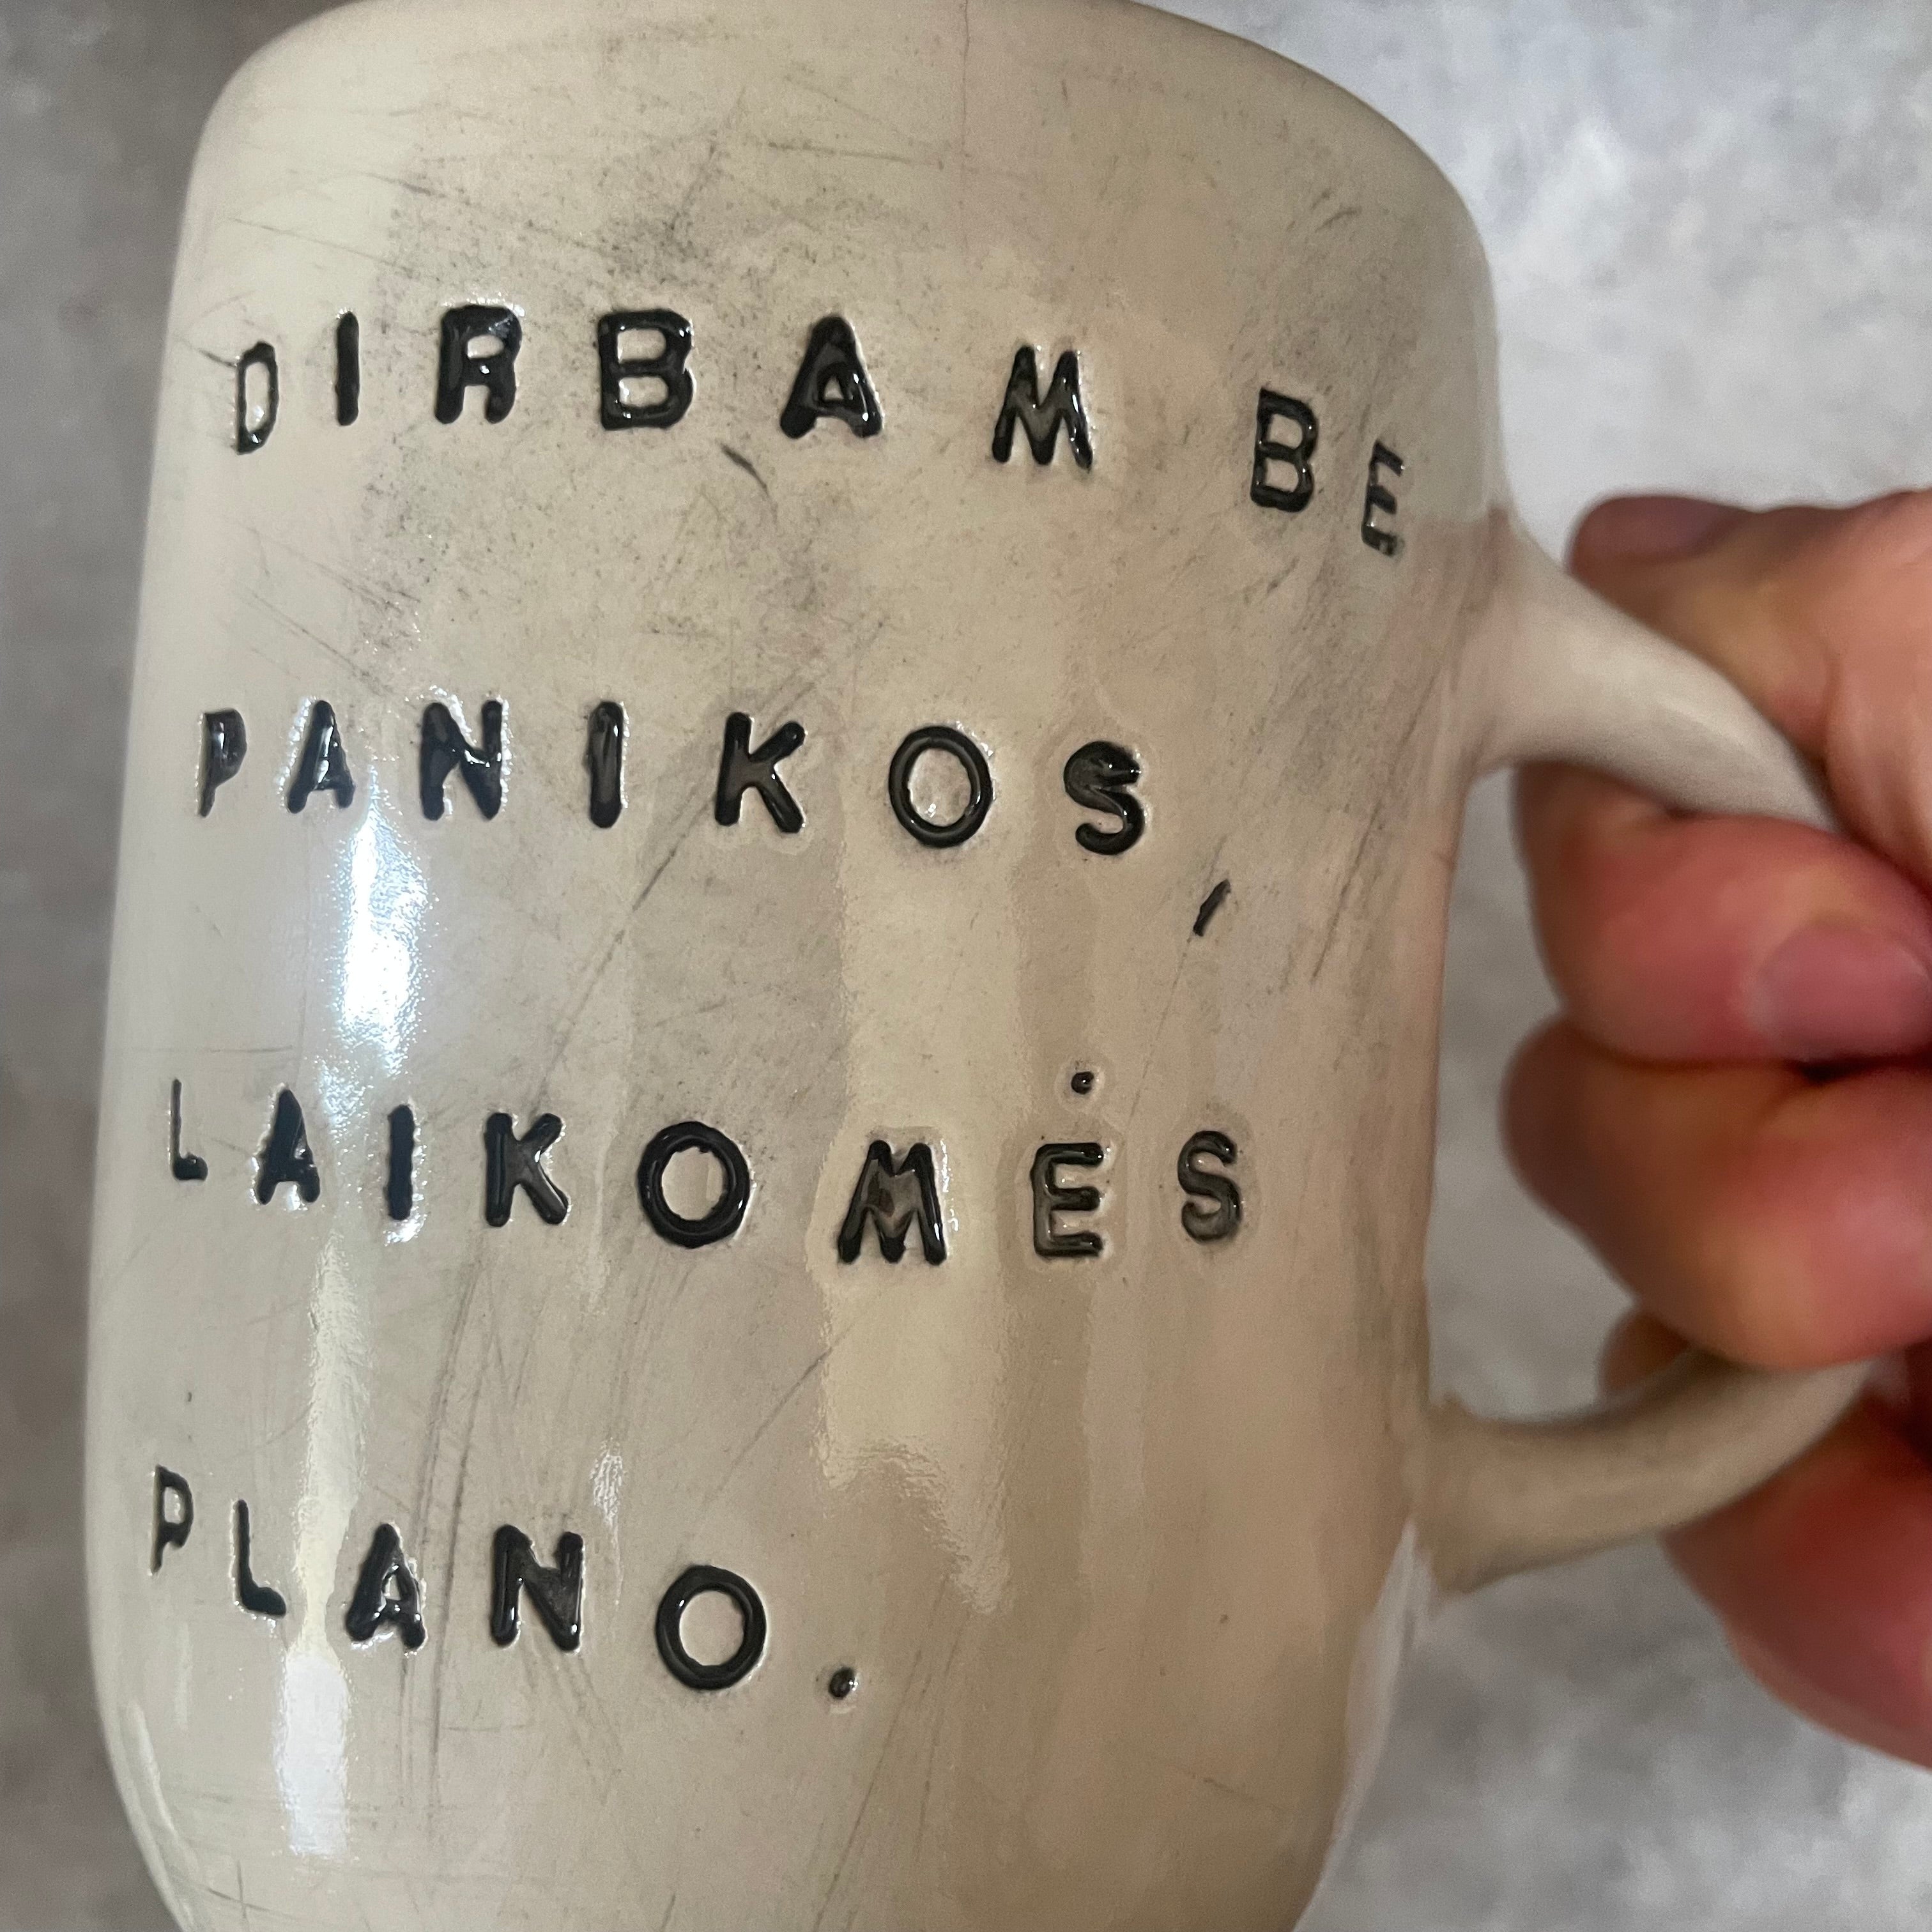 DIRBAM BE
PANIKOS,
LAIKOMĖS
PLANO.